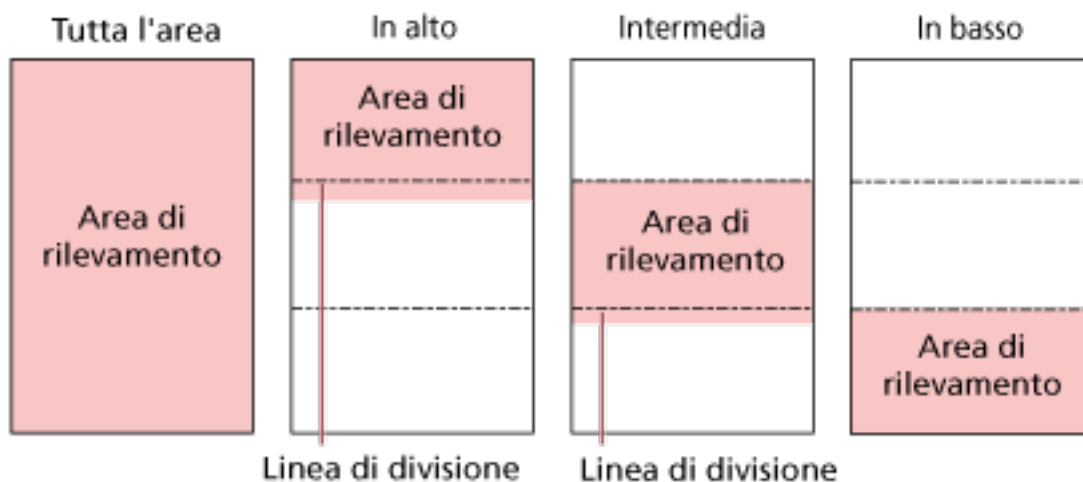 Tutta l'area
In alto
Intermedia
In basso
Area di
rilevamento
Area di
rilevamento
Area di
rilevamento
Area di
rilevamento
Linea di divisione
Linea di divisione